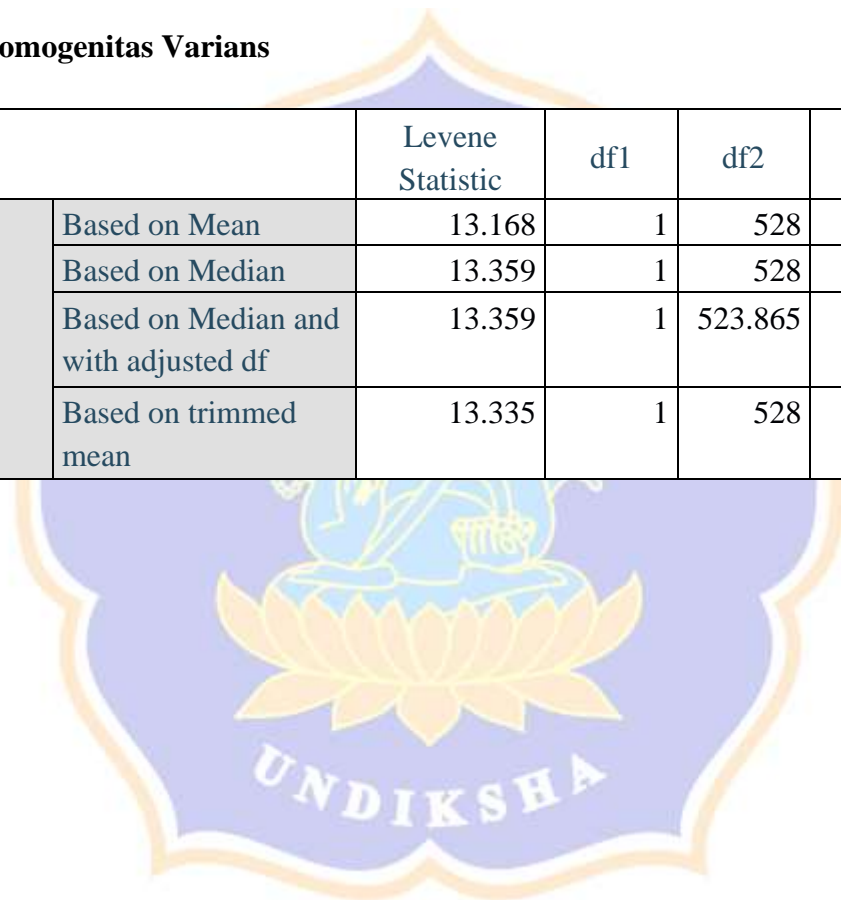 omogenitas Varians
Levene
Statistic df1 df2
Based on Mean 13.168 1 528
Based on Median 13.359 1 528
Based on Median and
with adjusted df 13.359 1 523.865
Based on trimmed
mean 13.335 1 528
UNDIKSHA